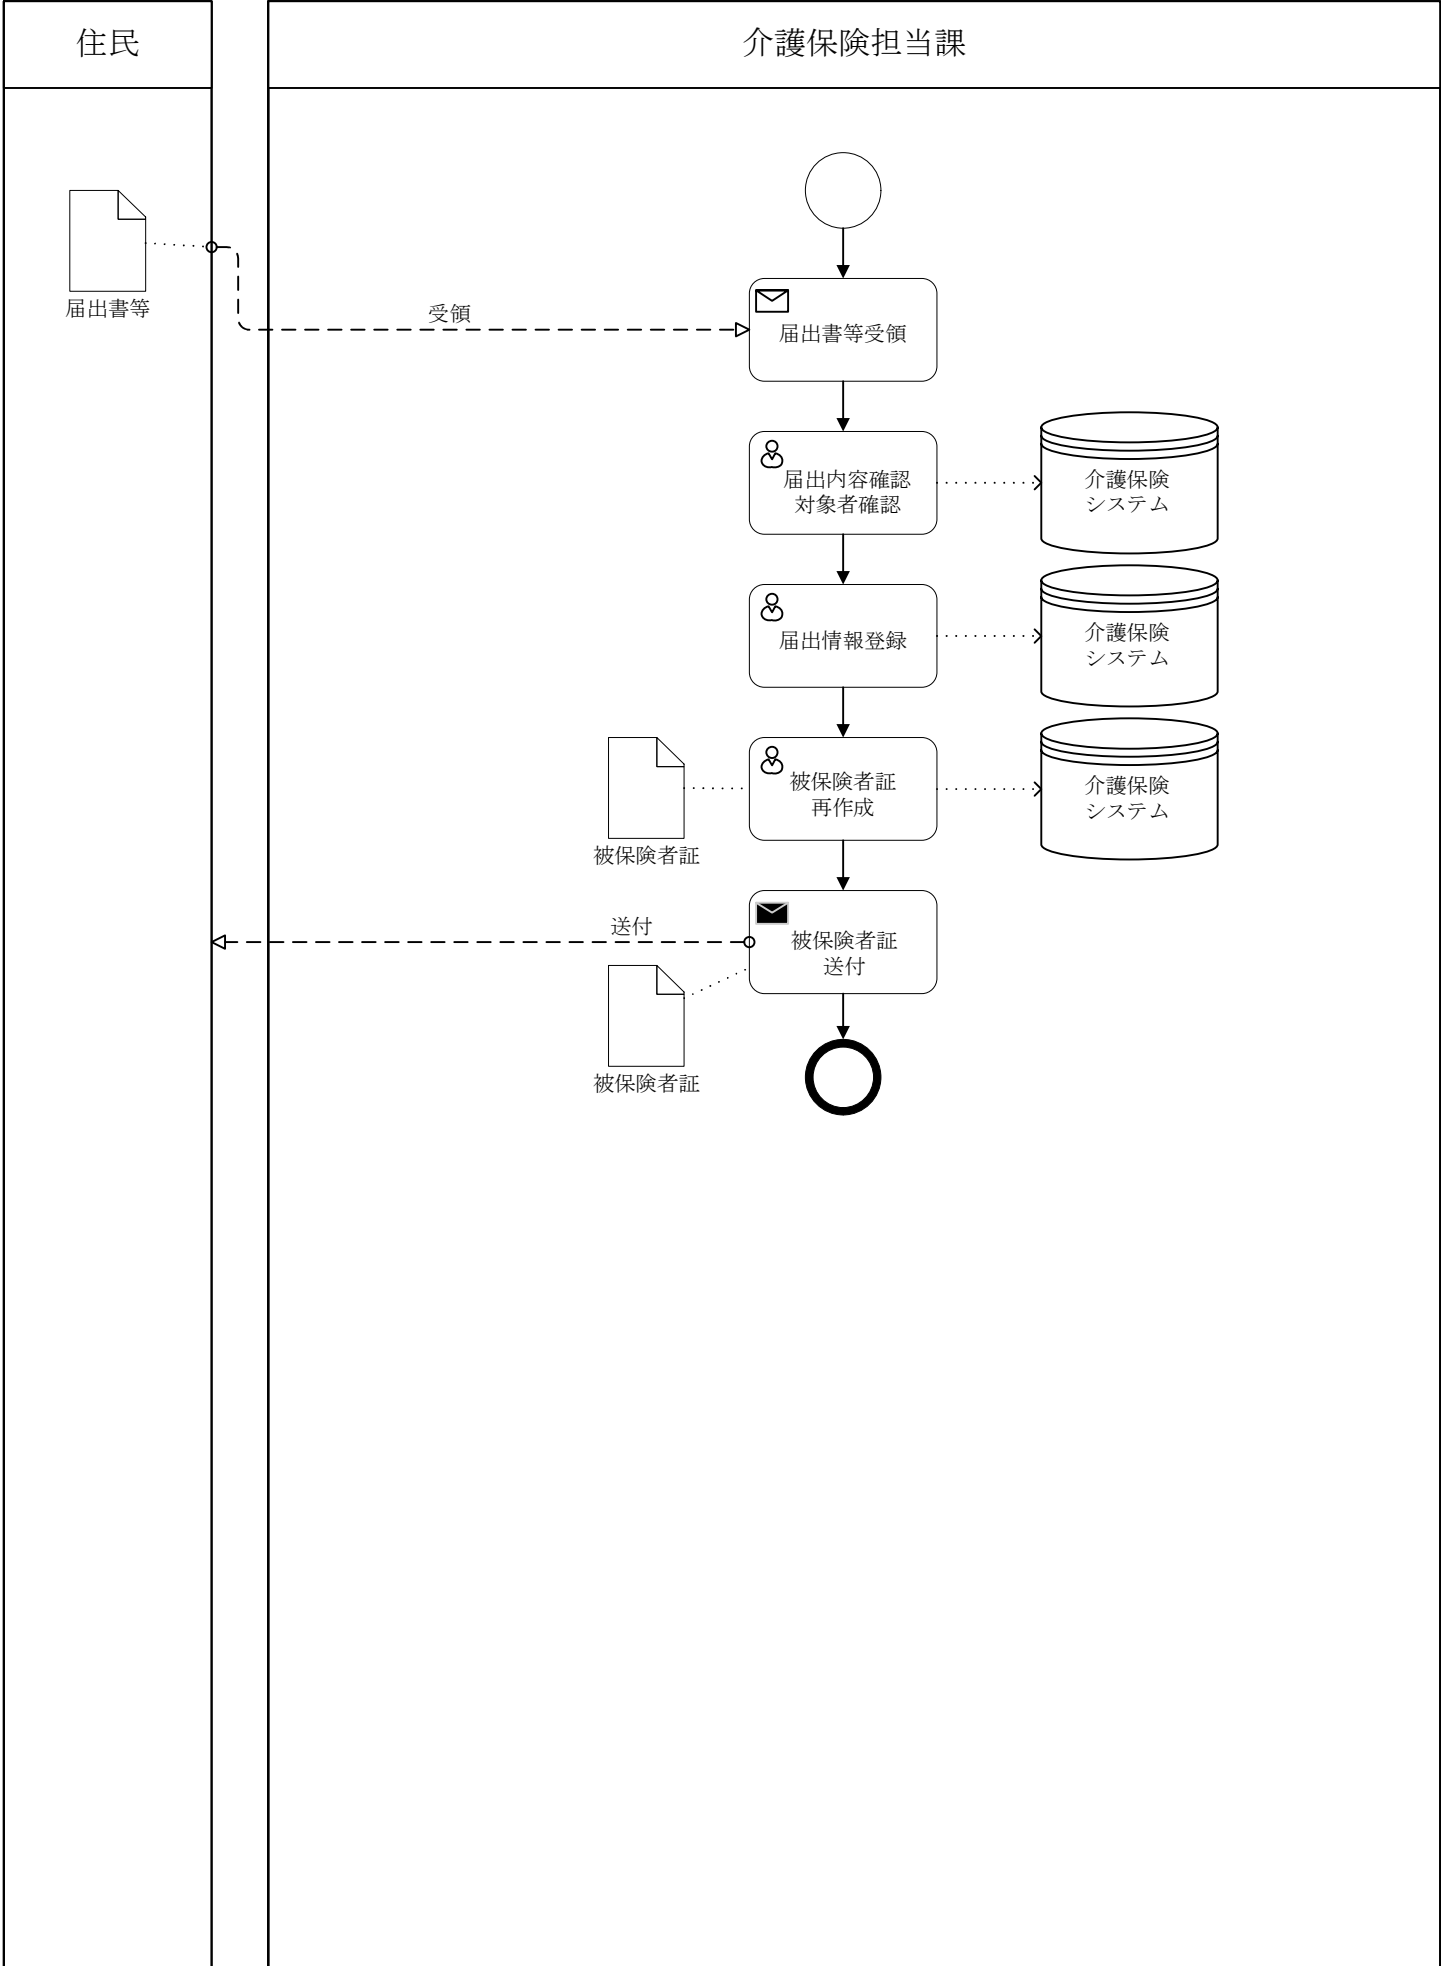 住民
介護保険担当課
届出書等
受領
届出書等受領
届出内容確認
対象者確認
介護保険
システム
届出情報登録
介護保険
システム
被保険者証
被保険者証
再作成
介護保険
システム
送付
被保険者証
送付
被保険者証